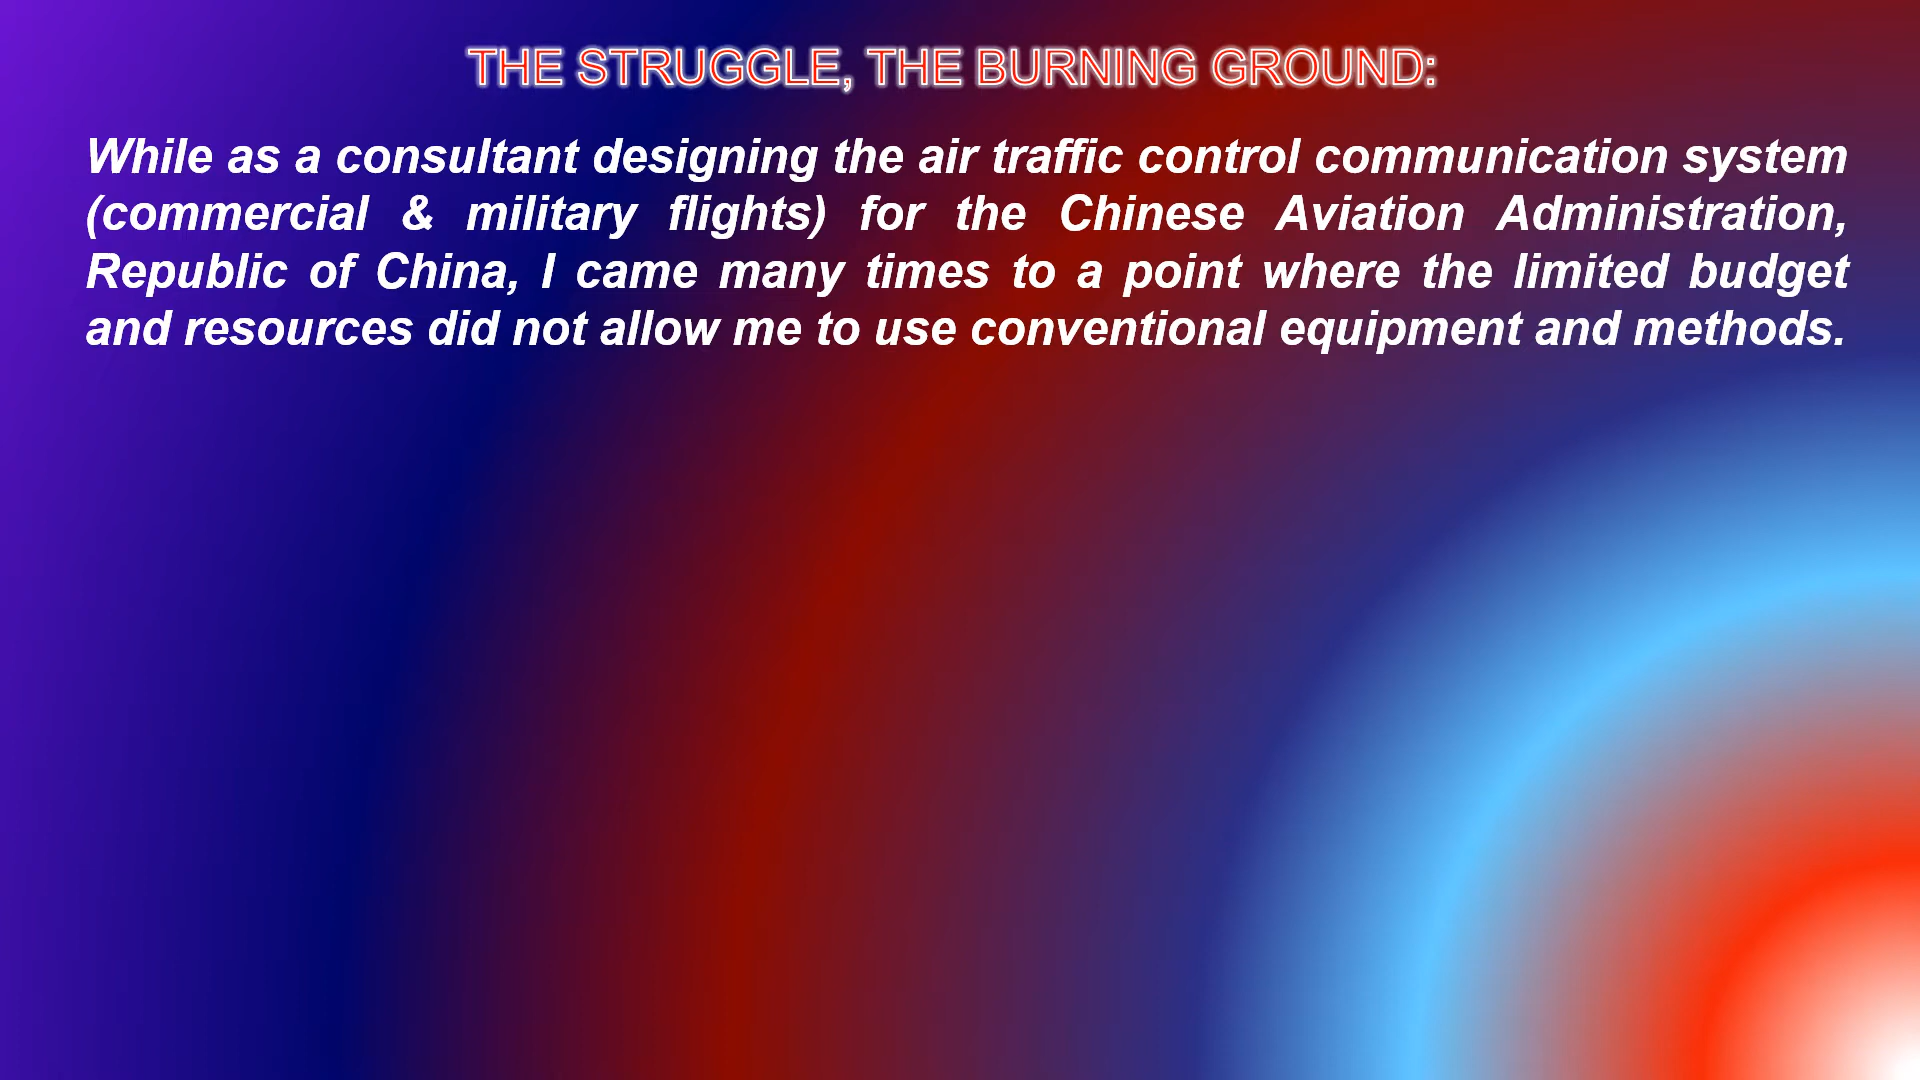 THE STRUGGLE, THE BURNING GROUND:
While as a consultant designing the air traffic control communication system
(commercial & military flights) for the Chinese Aviation Administration,
Republic of China, I came many times to a point where the limited budget
and resources did not allow me to use conventional equipment and methods.